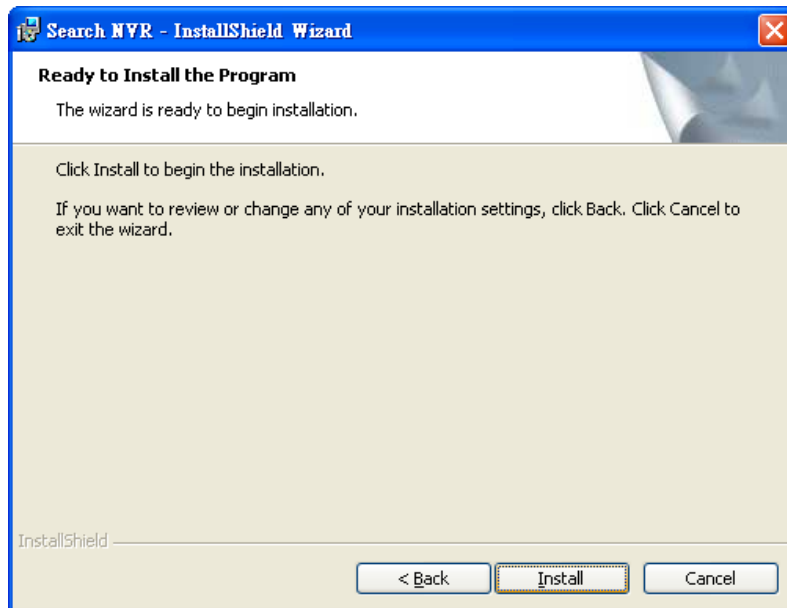 Search NVR - InstallShield Wizard
Ready to Install the Program
The wizard is ready to begin installation.
Click Install to begin the installation.
If you want to review or change any of your installation settings, click Back. Click Cancel to
exit the wizard.
InstallShield
< Back Install Cancel